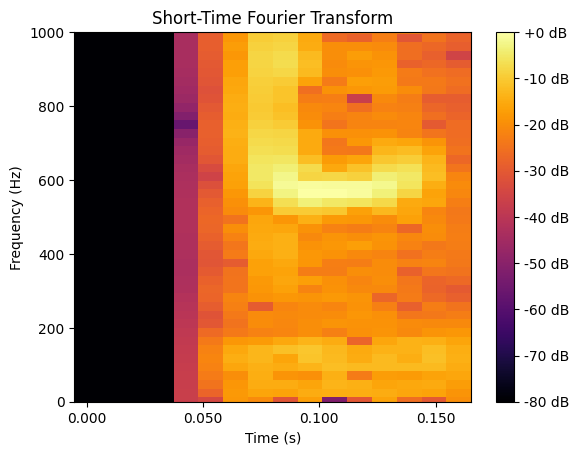 Short-Time Fourier Transform
1000
800
600
400
200
0
Frequency (Hz)
0.000
0.050
0.100
0.150
Time (s)
+0 dB
-10 dB
-20 dB
-30 dB
-40 dB
-50 dB
-60 dB
-70 dB
-80 dB